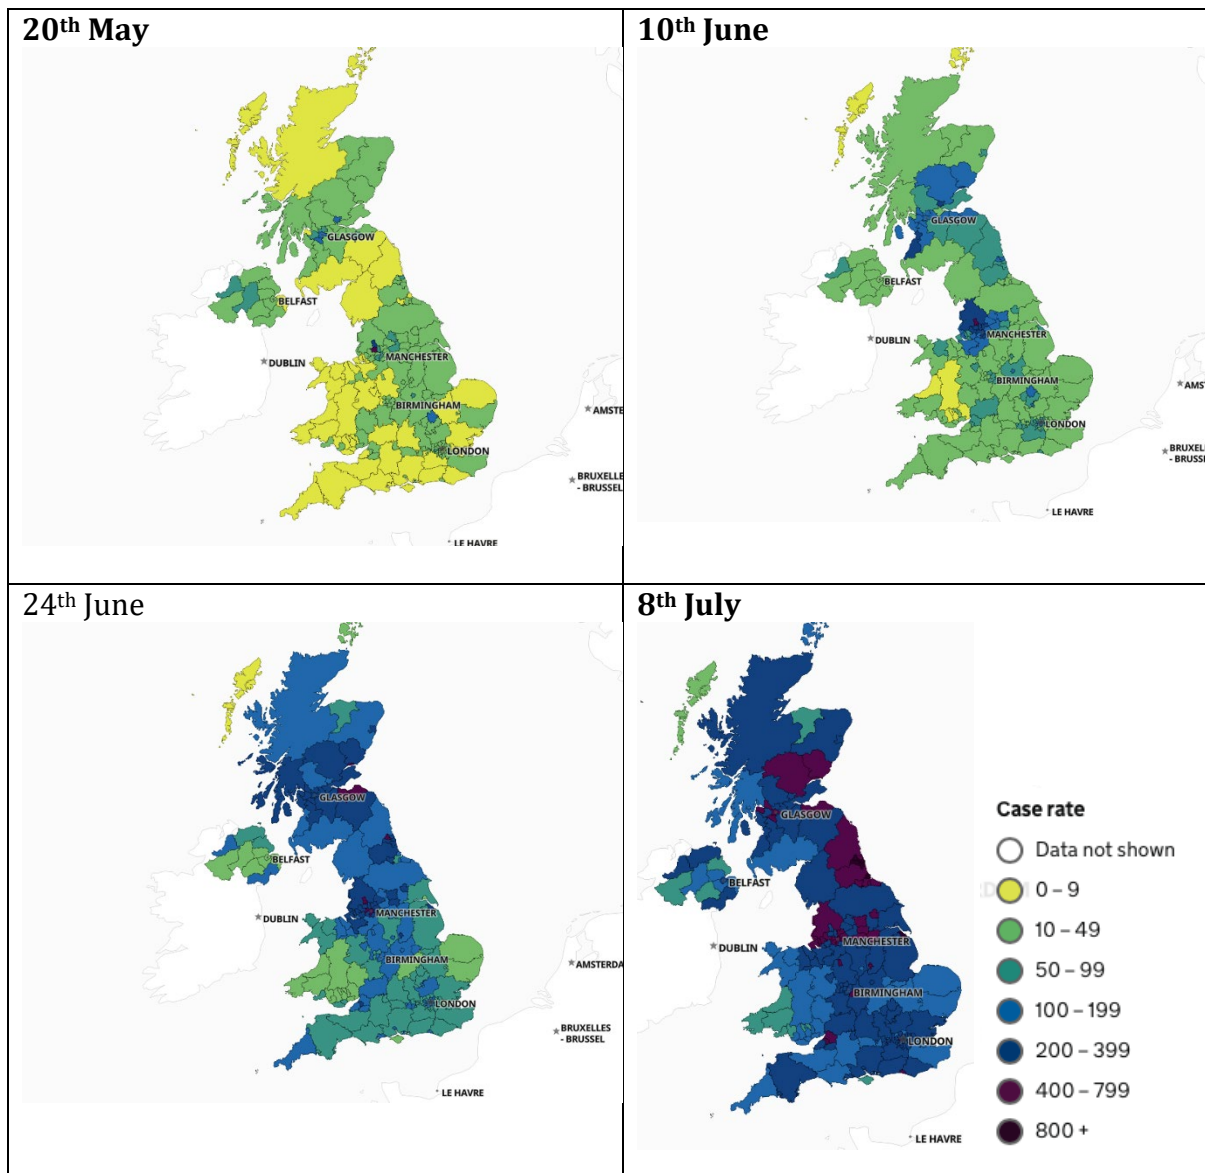 20th May
GLASGOW
BELFAST
DUBLIN
MANCHESTER
BIRMINGHAM
AMSTE
LONDON
BRUXELLE
- BRUSSEL
LE HAVRE
10th June
GLASGOW
BELFAST
DUBLIN
MANCHESTER
BIRMINGHAM
AMS
LONDON
BRUXELL
- BRUSSE
LE HAVRE
24th June
GLASGOW
BELFAST
DUBLIN
MANCHESTER
BIRMINGHAM
AMSTERDA
LONDON
BRUXELLES
- BRUSSEL
LE HAVRE
8th July
GLASGOW
BELFAST
DUBLIN
MANCHESTER
BIRMINGHAM
LONDON
LE HAVRE
Case rate
Data not shown
0 – 9
10 – 49
50 – 99
100 – 199
200 – 399
400 – 799
800 +